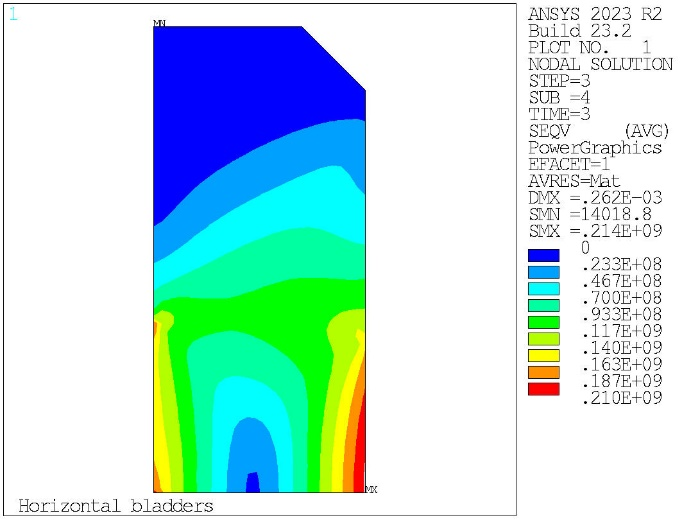 1
MN
MX
Horizontal bladders
ANSYS 2023 R2
Build 23.2
PLOT NO. 1
NODAL SOLUTION
STEP=3
SUB =4
TIME=3
SEQV (AVG)
PowerGraphics
EFACET=1
AVRES=Mat
DMX =.262E-03
SMN =14018.8
SMX =.214E+09
0
.233E+08
.467E+08
.700E+08
.933E+08
.117E+09
.140E+09
.163E+09
.187E+09
.210E+09